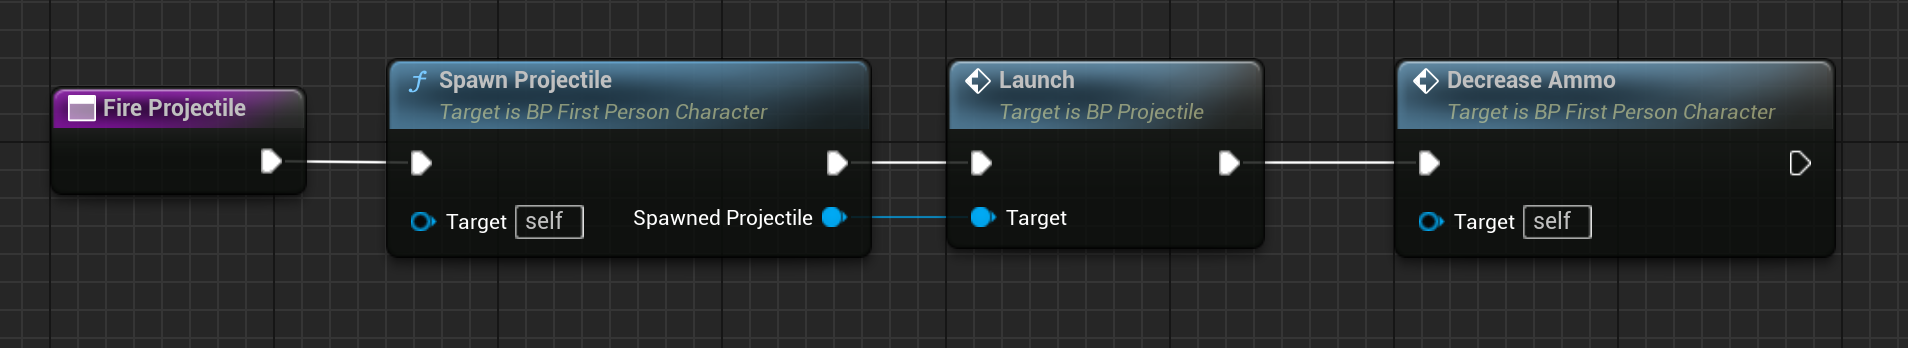 Fire Projectile
Spawn Projectile
Target is BP First Person Character
Target self
Spawned Projectile
Launch
Target is BP Projectile
Target
Decrease Ammo
Target is BP First Person Character
Target self